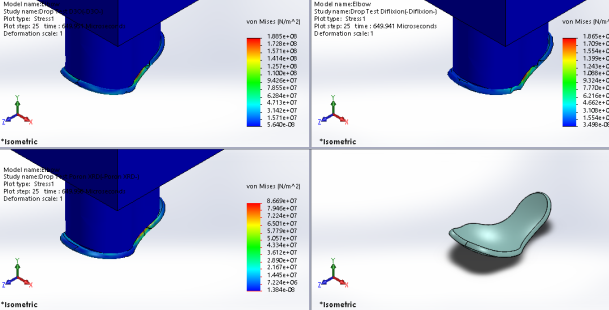 Model name:
Study name:Drop
Plot type: Stress1
Plot step: 25 time :
Deformation scale: 1
von Mises (N/m^2)
1.885e+08
1.728e+08
1.571e+08
1.414e+08
1.257e+08
1.100e+08
9.426e+07
7.855e+07
6.284e+07
4.713e+07
3.142e+07
1.571e+07
5.640e-08
Y
Z
X
*Isometric
Model name:Elbow
Study name:Drop Test
Plot type: Stress1
Plot step: 25 time : 649.941 Microseconds
Deformation scale: 1
von Mises (N/m^2)
1.865e+0
1.709e+0
1.554e+0
1.399e+0
1.243e+0
1.088e+0
9.324e+0
7.770e+0
6.216e+0
4.662e+0
3.108e+0
1.554e+0
3.498e-08
Y
Z
X
*Isometric
Model name:
Study name:Drop
Plot type: Stress1
Plot step: 25 time :
Deformation scale: 1
von Mises (N/m^2)
8.669e+07
7.946e+07
7.224e+07
6.501e+07
5.779e+07
5.057e+07
4.334e+07
3.612e+07
2.890e+07
2.167e+07
1.445e+07
7.224e+06
1.384e-08
Y
Z
X
*Isometric
Y
Z
X
*Isometric